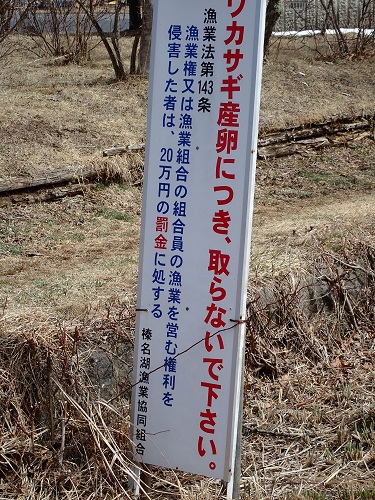 ワカサギ産卵につき、取らないで下さい。
漁業法第143条
漁業権又は漁業組合の組合員の漁業を営む権利を
侵害した者は、20万円の罰金に処する
榛名湖漁業協同組合